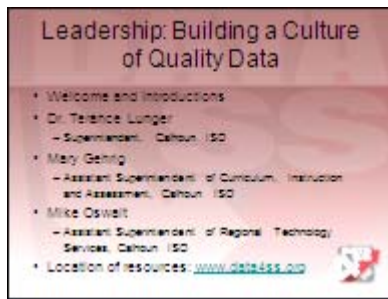 Leadership: Building a Culture
of Quality Data
• Welcome and Introductions
• Dr. Terance Lunger
– Superintendent, Calhoun ISD
• Mary Gehrig
– Assistant Superintendent of Curriculum, Instruction
and Assessment, Calhoun ISD
• Mike Oswalt
– Assistant Superintendent of Regional Technology
Services, Calhoun ISD
• Location of resources: www.data4ss.org